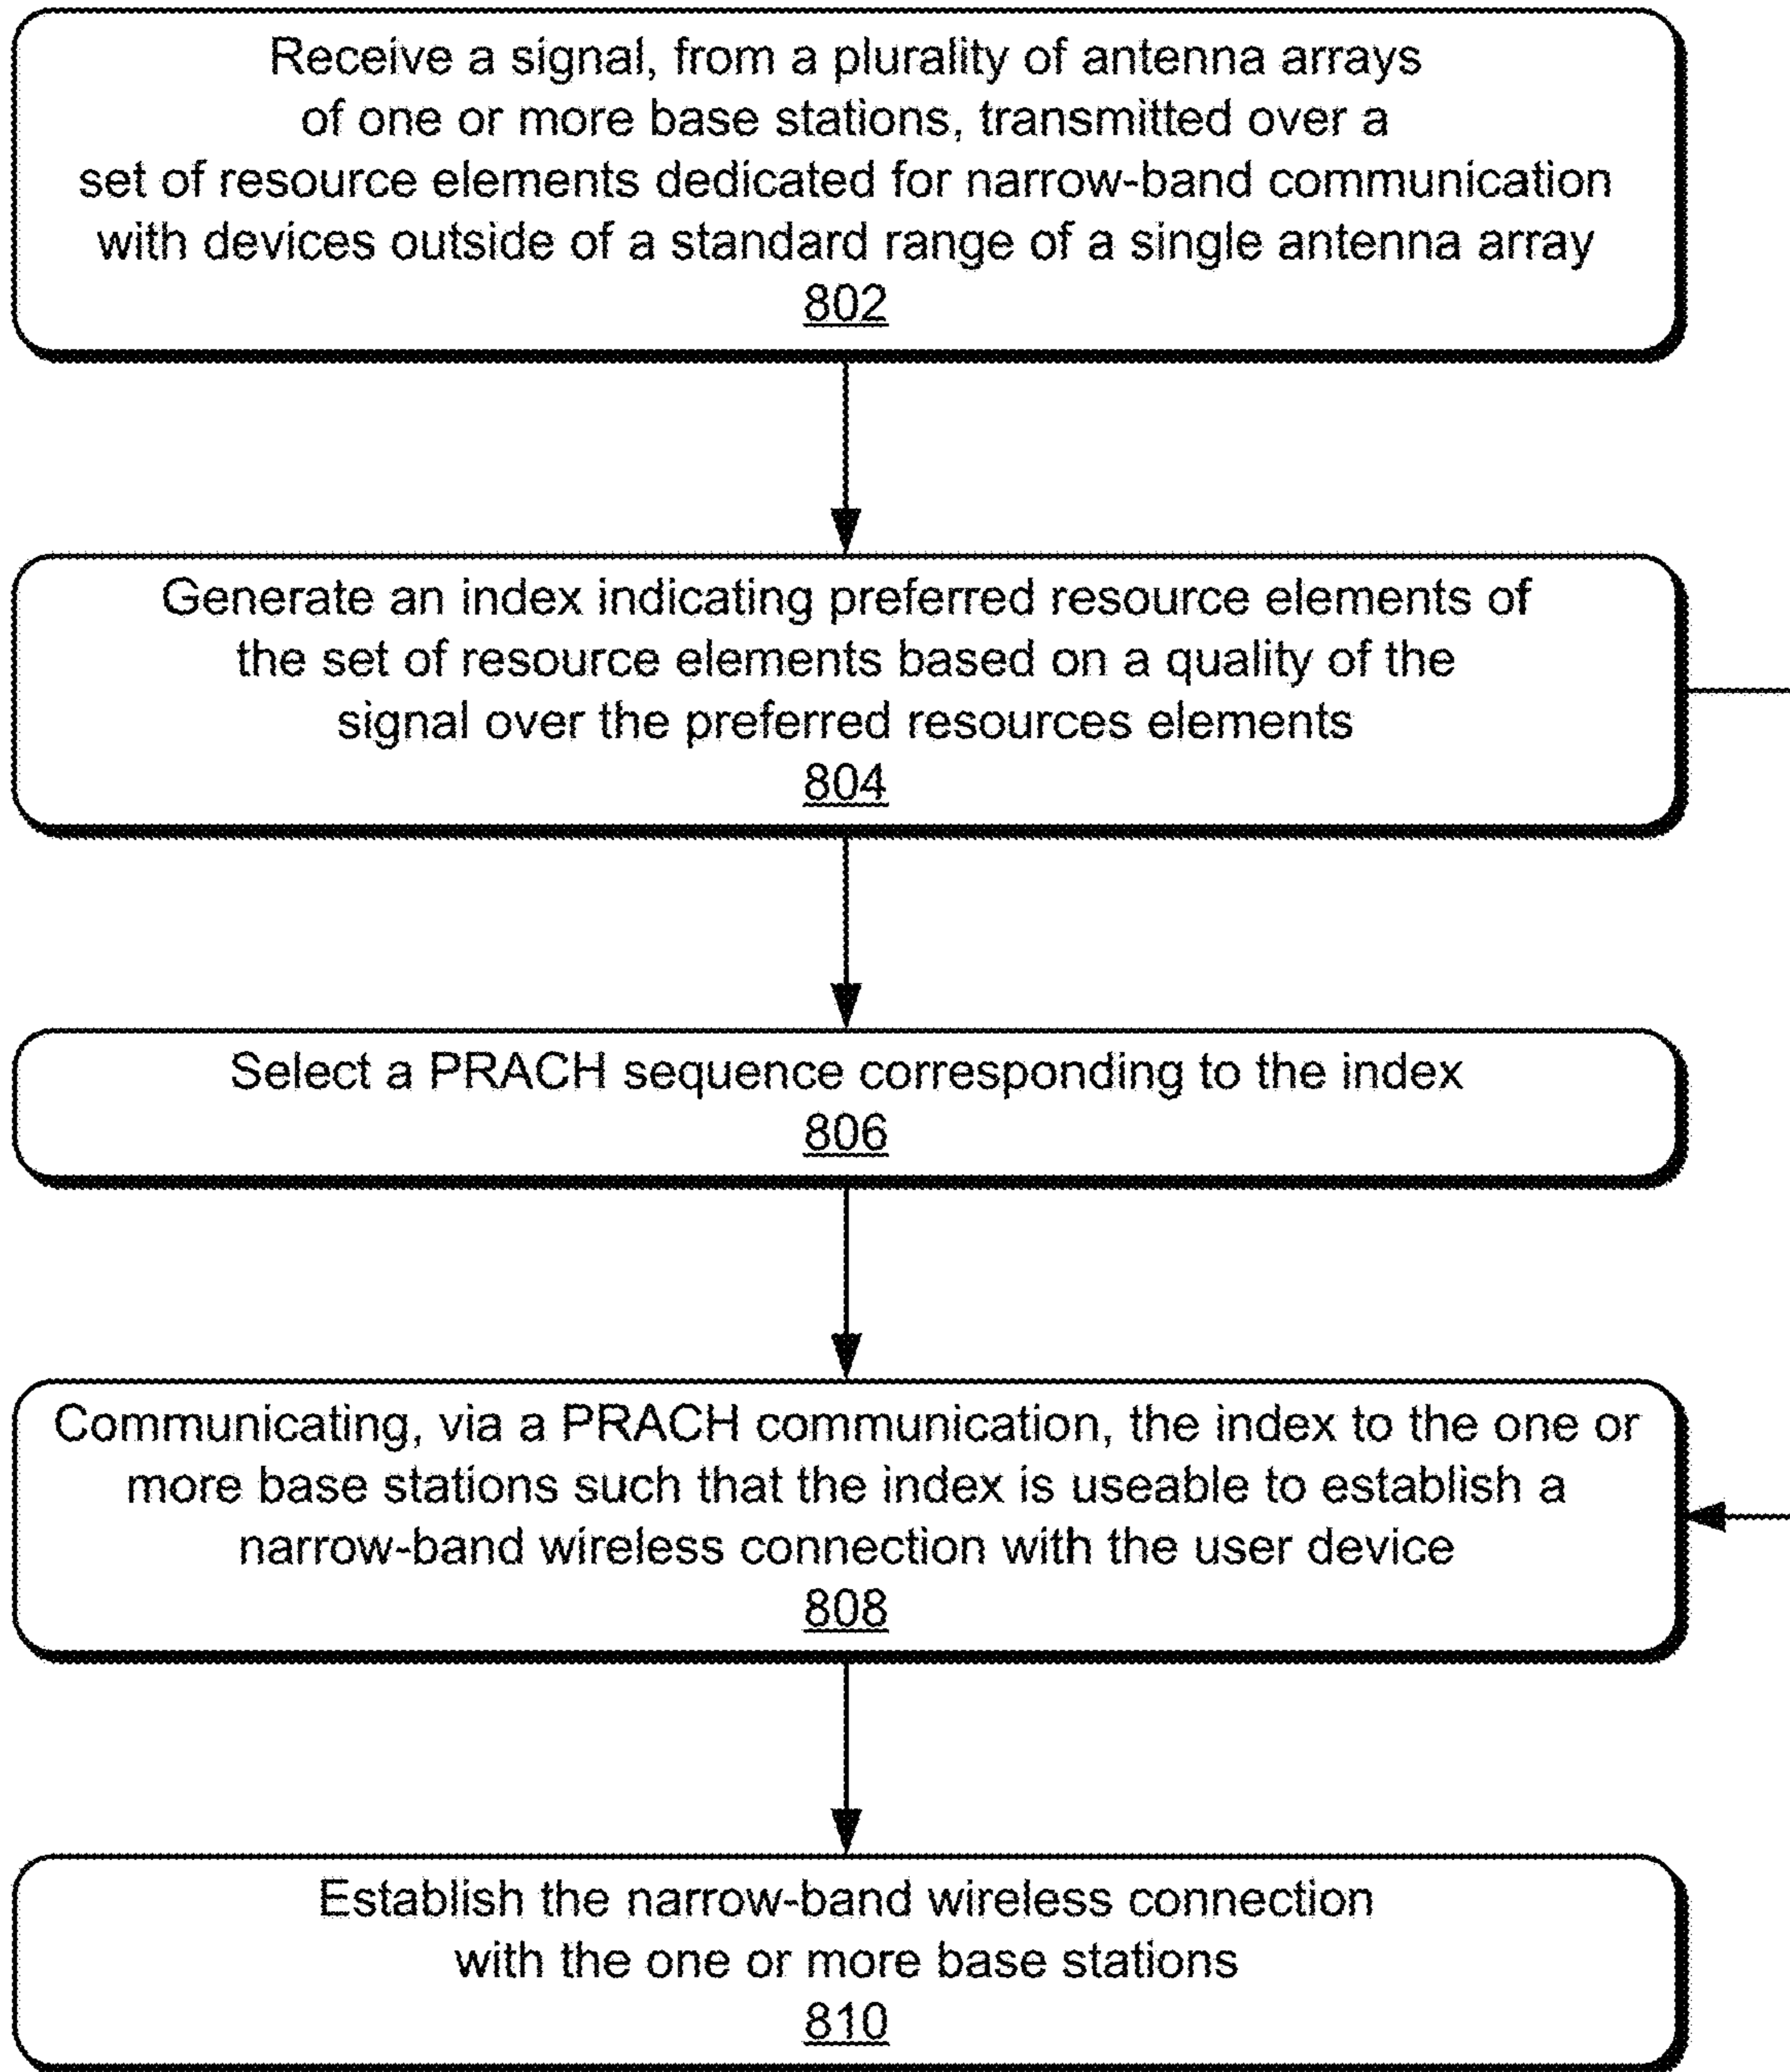 Receive a signal, from a plurality of antenna arrays
of one or more base stations, transmitted over a
set of resource elements dedicated for narrow-band communication
with devices outside of a standard range of a single antenna array
802
Generate an index indicating preferred resource elements of
the set of resource elements based on a quality of the
signal over the preferred resources elements
804
Select a PRACH sequence corresponding to the index
806
Communicating, via a PRACH communication, the index to the one or
more base stations such that the index is useable to establish a
narrow-band wireless connection with the user device
808
Establish the narrow-band wireless connection
with the one or more base stations
810